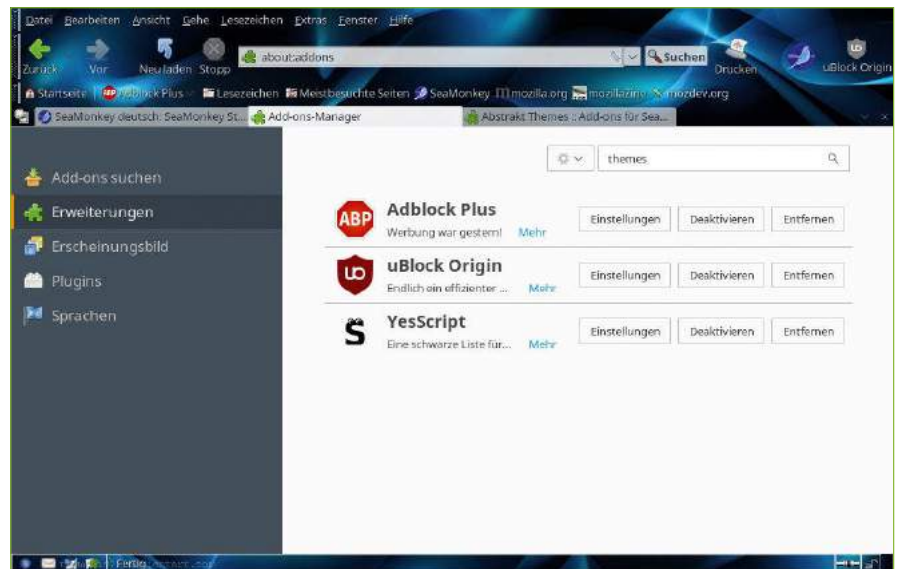 Datei Bearbeiten Ansicht Gehe Lesezeichen Extras Fenster Hilfe
about:addons
Suchen
Zurück Vor Neu laden Stopp
Drucken
uBlock Origin
Startseite Adblock Plus Lesezeichen Meistbesuchte Seiten SeaMonkey mozilla.org mozillazine mozdev.org
SeaMonkey deutsch: SeaMonkey St... Add-ons-Manager Abstrakt Themes :: Add-ons für Sea...
themes
Add-ons suchen
Erweiterungen
Erscheinungsbild
Plugins
Sprachen
ABP Adblock Plus Einstellungen Deaktivieren Entfernen
Werbung war gestern! Mehr
uBlock Origin Einstellungen Deaktivieren Entfernen
Endlich ein effizienter ... Mehr
YesScript Einstellungen Deaktivieren Entfernen
Eine schwarze Liste für... Mehr
Fertig